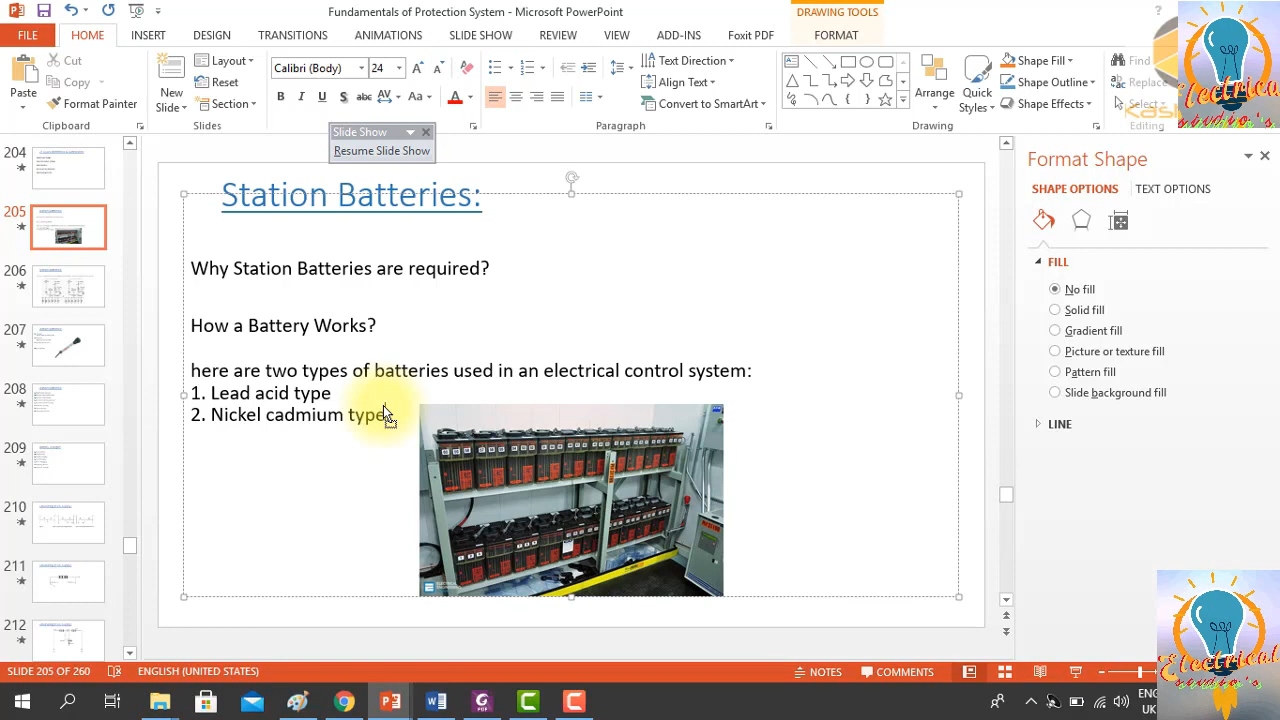 Fundamentals of Protection System - Microsoft PowerPoint
DRAWING TOOLS
?
FILE
HOME
INSERT
DESIGN
TRANSITIONS
ANIMATIONS
SLIDE SHOW
REVIEW
VIEW
ADD-INS
Foxit PDF
FORMAT
Paste
Cut
Copy
Format Painter
Clipboard
New Slide
Layout
Reset
Section
Slides
Calibri (Body)
24
B I U S abc AV Aa A
Paragraph
Text Direction
Align Text
Convert to SmartArt
Arrange
Quick Styles
Drawing
Shape Fill
Shape Outline
Shape Effects
Find
Replace
Select
Editing
Slide Show
Resume Slide Show
204
205
206
207
208
209
210
211
212
Station Batteries:
Why Station Batteries are required?
How a Battery Works?
here are two types of batteries used in an electrical control system:
1. Lead acid type
2. Nickel cadmium type
Format Shape
SHAPE OPTIONS
TEXT OPTIONS
FILL
No fill
Solid fill
Gradient fill
Picture or texture fill
Pattern fill
Slide background fill
LINE
Electrical
SLIDE 205 OF 260
ENGLISH (UNITED STATES)
NOTES
COMMENTS
Electrical
ENG
UK